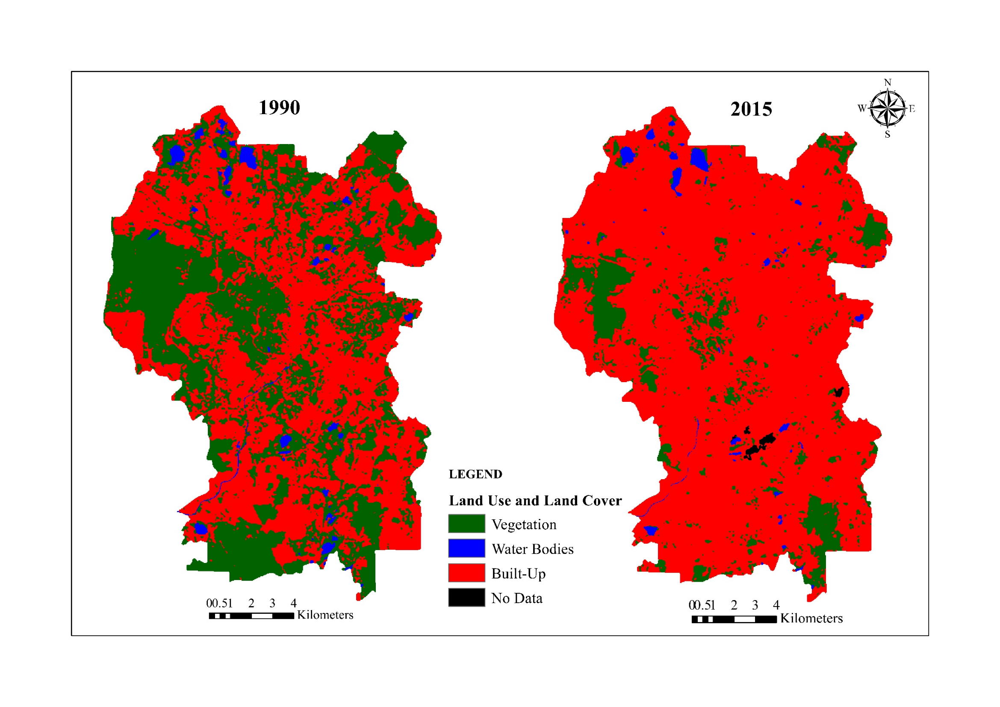 1990
2015
N
W E
S
LEGEND
Land Use and Land Cover
Vegetation
Water Bodies
Built-Up
No Data
00.51 2 3 4
Kilometers
00.51 2 3 4
Kilometers